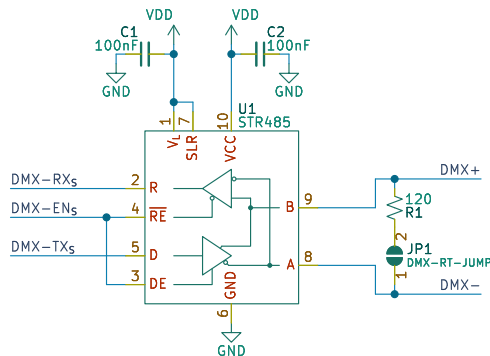 VDD
VDD
C1
100nF
C2
100nF
GND
GND
1
7
10
U1
STR485
VL
SLR
VCC
DMX-RXs
2
R
DMX-ENs
4
RE
DMX-TXs
5
D
3
DE
B
9
A
8
GND
6
GND
DMX+
120
R1
2
JP1
DMX-RT-JUMP
1
DMX-